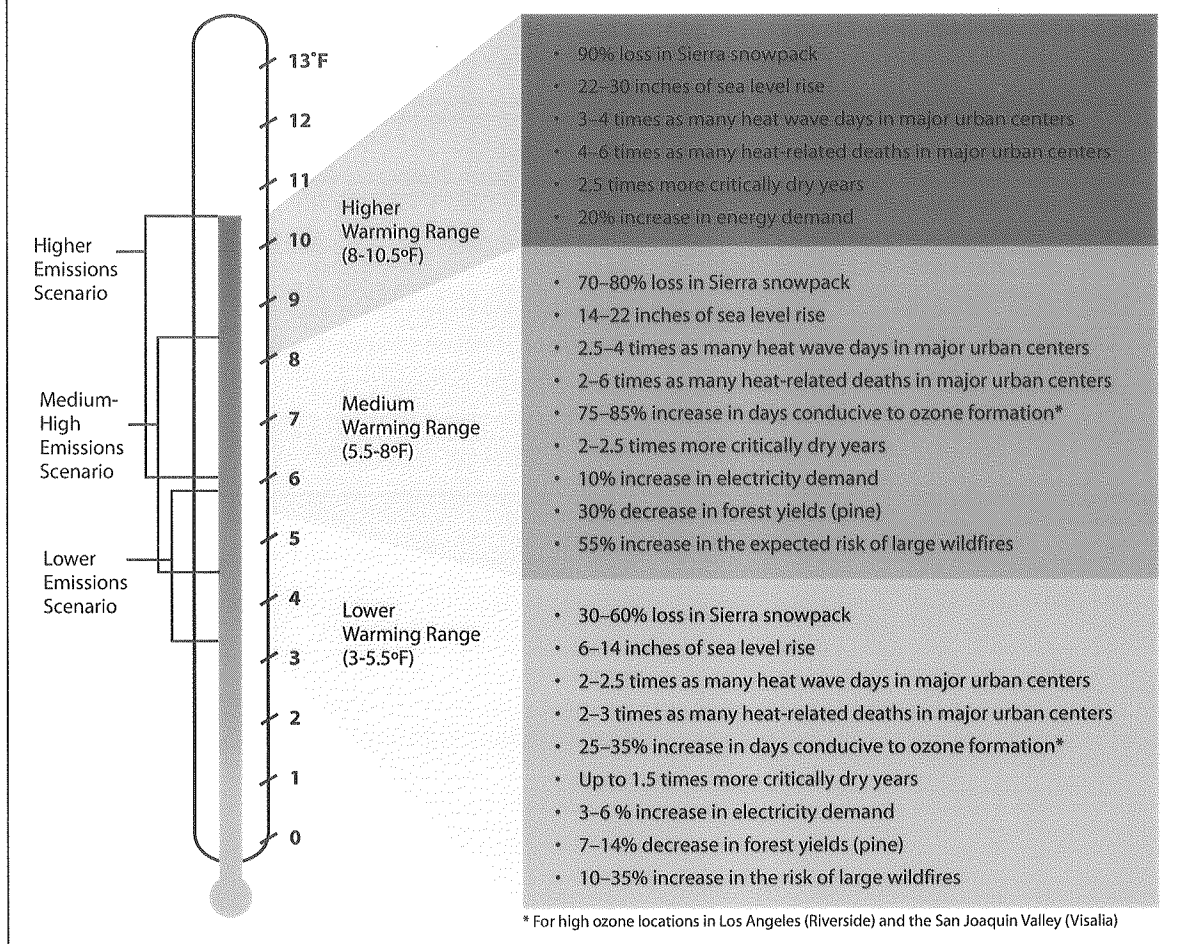 13°F
12
11
10
9
8
7
6
5
4
3
2
1
0
Higher
Emissions
Scenario
Medium-
High
Emissions
Scenario
Lower
Emissions
Scenario
Higher
Warming Range
(8-10.5ºF)
Medium
Warming Range
(5.5-8ºF)
Lower
Warming Range
(3-5.5ºF)
• 90% loss in Sierra snowpack
• 22–30 inches of sea level rise
• 3–4 times as many heat wave days in major urban centers
• 4–6 times as many heat-related deaths in major urban centers
• 2.5 times more critically dry years
• 20% increase in energy demand
• 70–80% loss in Sierra snowpack
• 14–22 inches of sea level rise
• 2.5–4 times as many heat wave days in major urban centers
• 2–6 times as many heat-related deaths in major urban centers
• 75–85% increase in days conducive to ozone formation*
• 2–2.5 times more critically dry years
• 10% increase in electricity demand
• 30% decrease in forest yields (pine)
• 55% increase in the expected risk of large wildfires
• 30–60% loss in Sierra snowpack
• 6–14 inches of sea level rise
• 2–2.5 times as many heat wave days in major urban centers
• 2–3 times as many heat-related deaths in major urban centers
• 25–35% increase in days conducive to ozone formation*
• Up to 1.5 times more critically dry years
• 3–6 % increase in electricity demand
• 7–14% decrease in forest yields (pine)
• 10–35% increase in the risk of large wildfires
* For high ozone locations in Los Angeles (Riverside) and the San Joaquin Valley (Visalia)